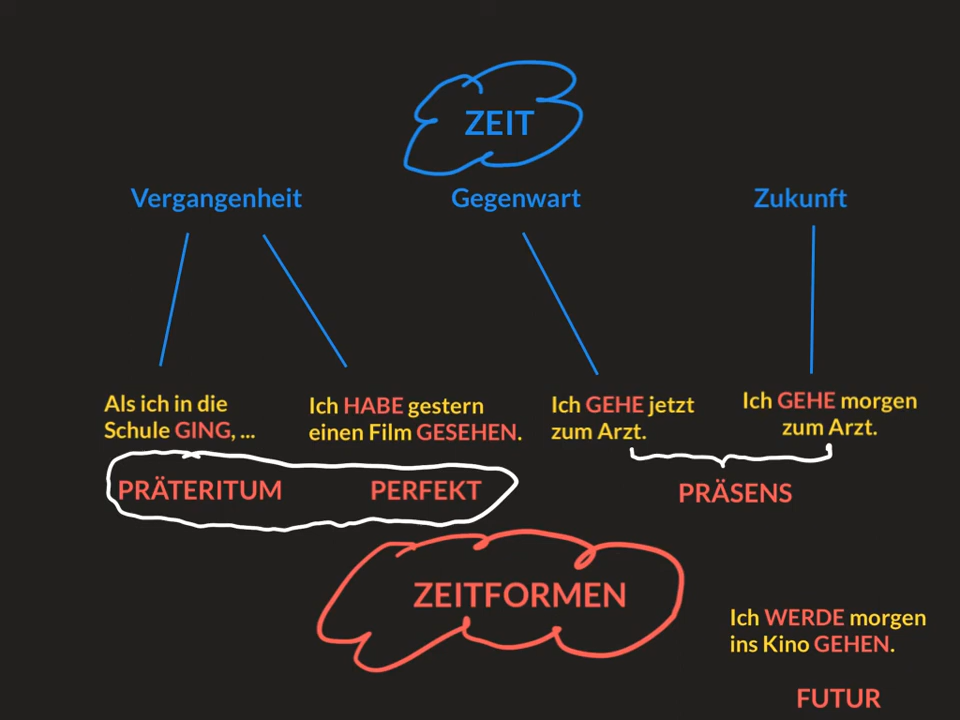 ZEIT
Vergangenheit
Gegenwart
Zukunft
Als ich in die
Schule GING, ...
Ich HABE gestern
einen Film GESEHEN.
Ich GEHE jetzt
zum Arzt.
Ich GEHE morgen
zum Arzt.
PRÄTERITUM
PERFEKT
PRÄSENS
ZEITFORMEN
Ich WERDE morgen
ins Kino GEHEN.
FUTUR